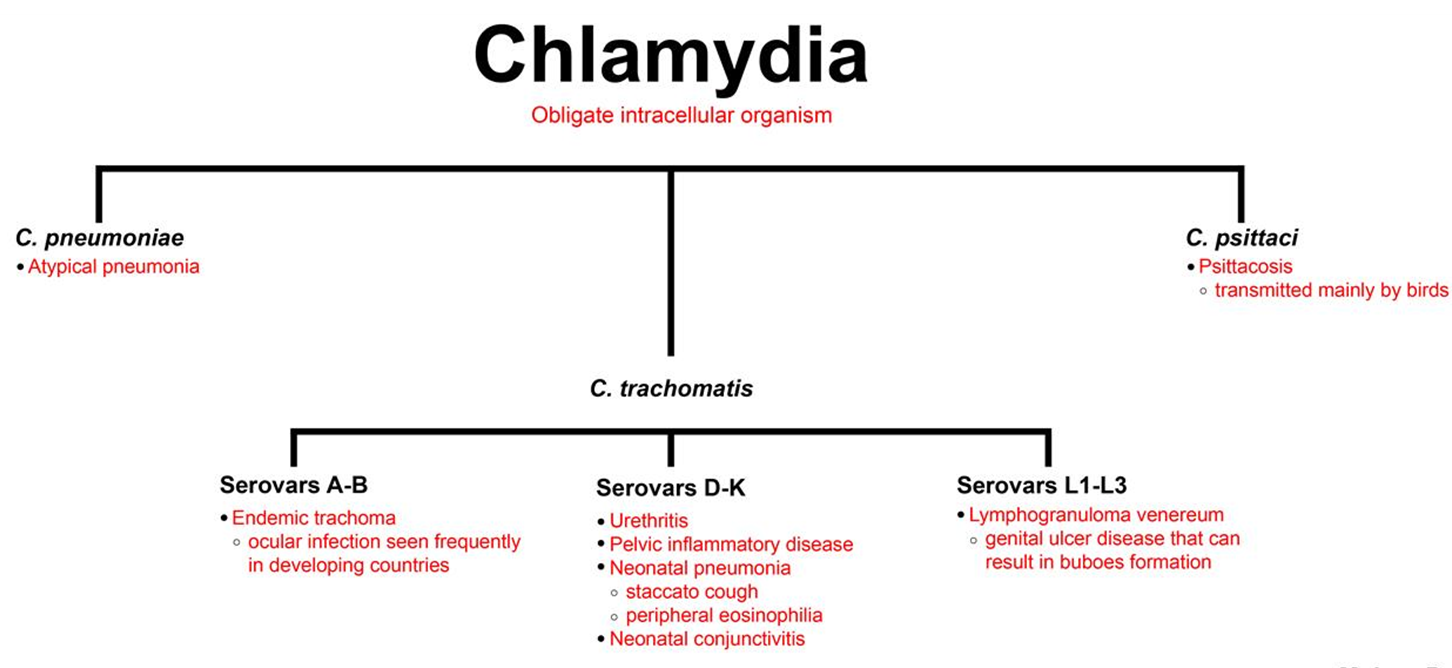 Chlamydia
Obligate intracellular organism
C. pneumoniae
• Atypical pneumonia
C. psittaci
• Psittacosis
○ transmitted mainly by birds
C. trachomatis
Serovars A-B
• Endemic trachoma
○ ocular infection seen frequently
in developing countries
Serovars D-K
• Urethritis
• Pelvic inflammatory disease
• Neonatal pneumonia
○ staccato cough
○ peripheral eosinophilia
• Neonatal conjunctivitis
Serovars L1-L3
• Lymphogranuloma venereum
○ genital ulcer disease that can
result in buboes formation